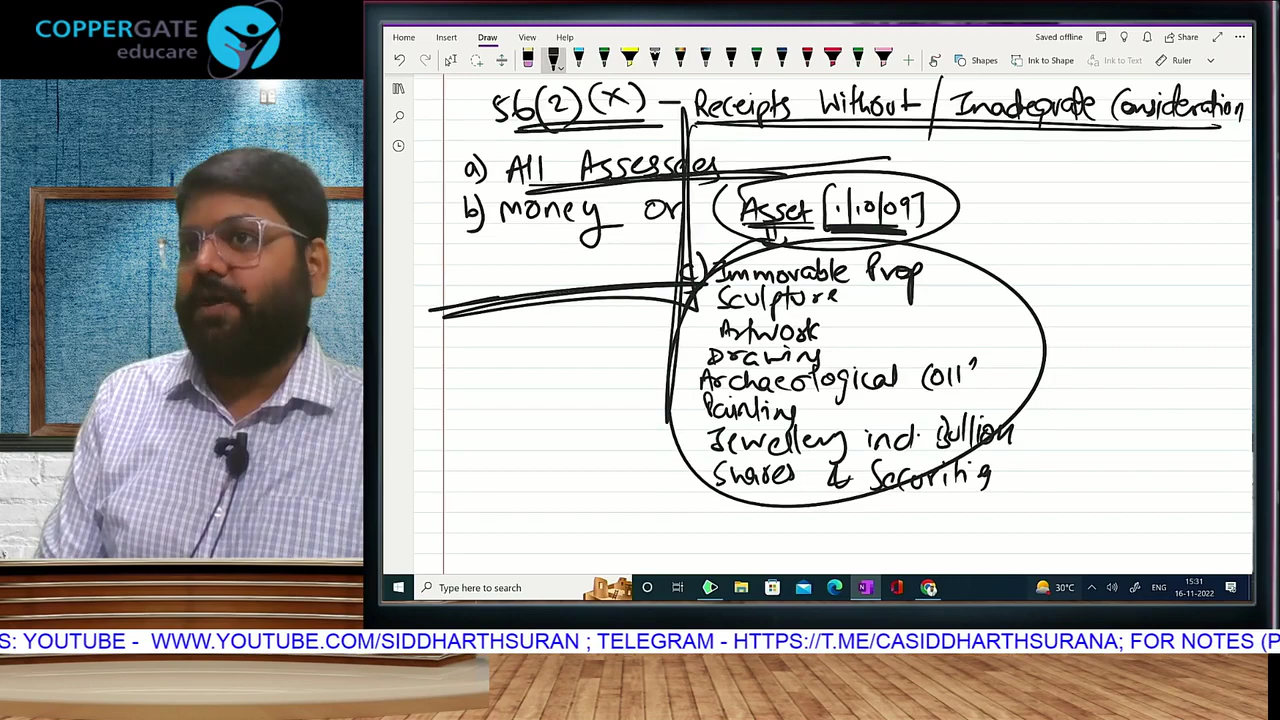 COPPERGATE
educare
Home Insert Draw View Help
Saved offline
Share
Shapes
Ink to Shape
Ink to Text
Ruler
56(2)(x) – Receipts Without / Inadequate Consideration
a) All Assessees
b) money or (Asset [1/10/09]
c) Immovable Prop
Sculpture
Artwork
Drawing
Archaeological Coll'
Painting
Jewellery incl. Bullion
Shares & Securities
Type here to search
30°C
ENG
15:31
16-11-2022
S: YOUTUBE - WWW.YOUTUBE.COM/SIDDHARTHSURAN ; TELEGRAM - HTTPS://T.ME/CASIDDHARTHSURANA; FOR NOTES (P